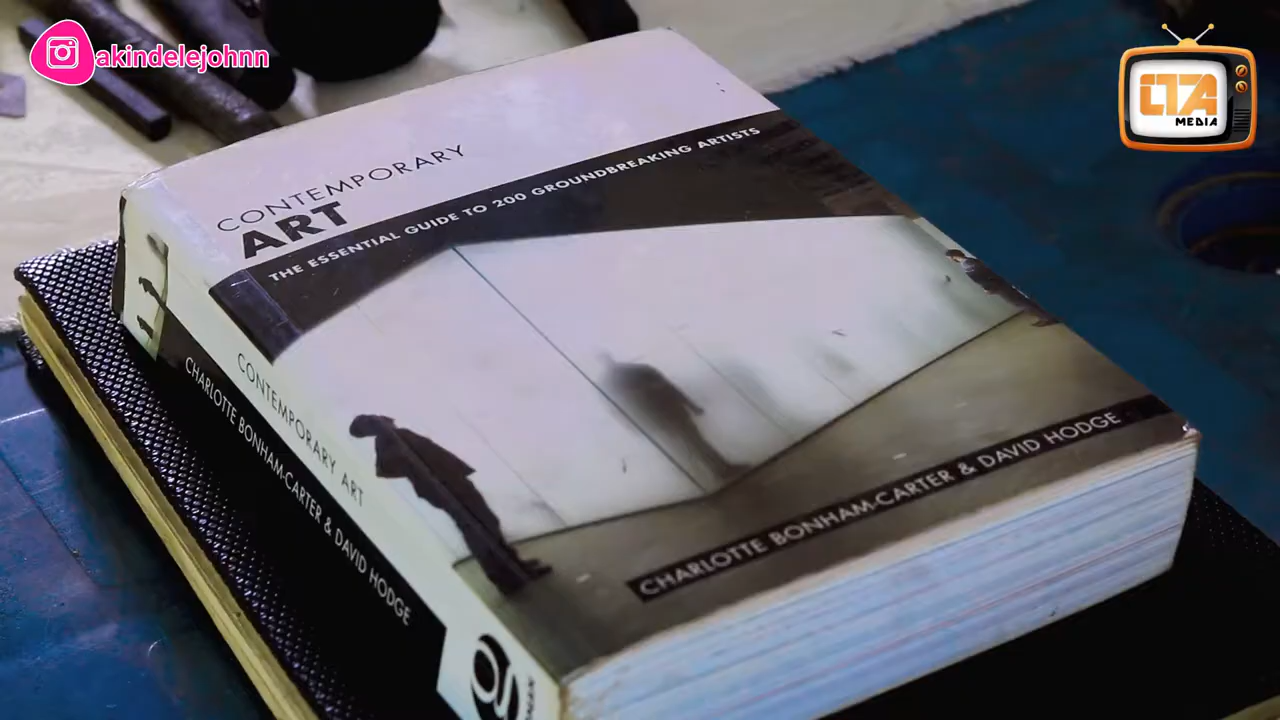 akindelejohnn
LTA
MEDIA
CONTEMPORARY
ART
THE ESSENTIAL GUIDE TO 200 GROUNDBREAKING ARTISTS
CHARLOTTE BONHAM-CARTER & DAVID HODGE
CONTEMPORARY ART
CHARLOTTE BONHAM-CARTER & DAVID HODGE